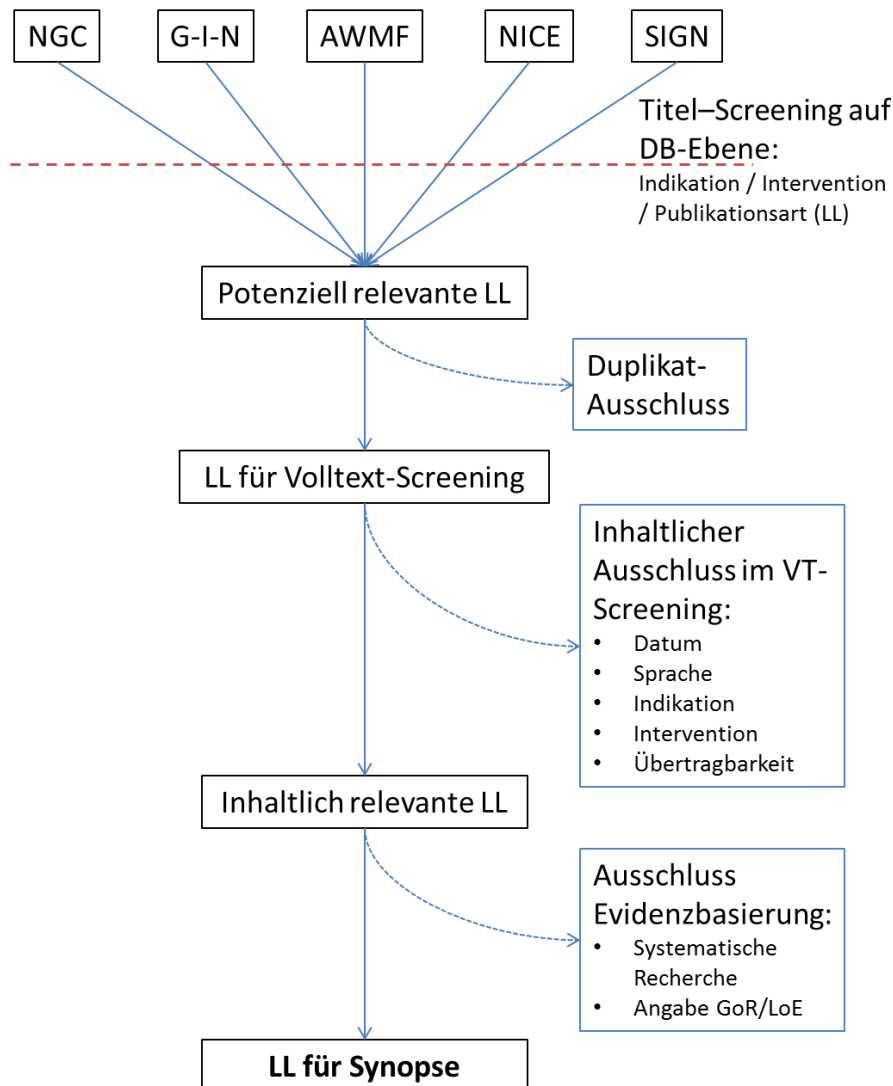 NGC
G-I-N
AWMF
NICE
SIGN
Titel–Screening auf
DB-Ebene:
Indikation / Intervention
/ Publikationsart (LL)
Potenziell relevante LL
Duplikat-
Ausschluss
LL für Volltext-Screening
Inhaltlicher
Ausschluss im VT-
Screening:
• Datum
• Sprache
• Indikation
• Intervention
• Übertragbarkeit
Inhaltlich relevante LL
Ausschluss
Evidenzbasierung:
• Systematische
Recherche
• Angabe GoR/LoE
LL für Synopse